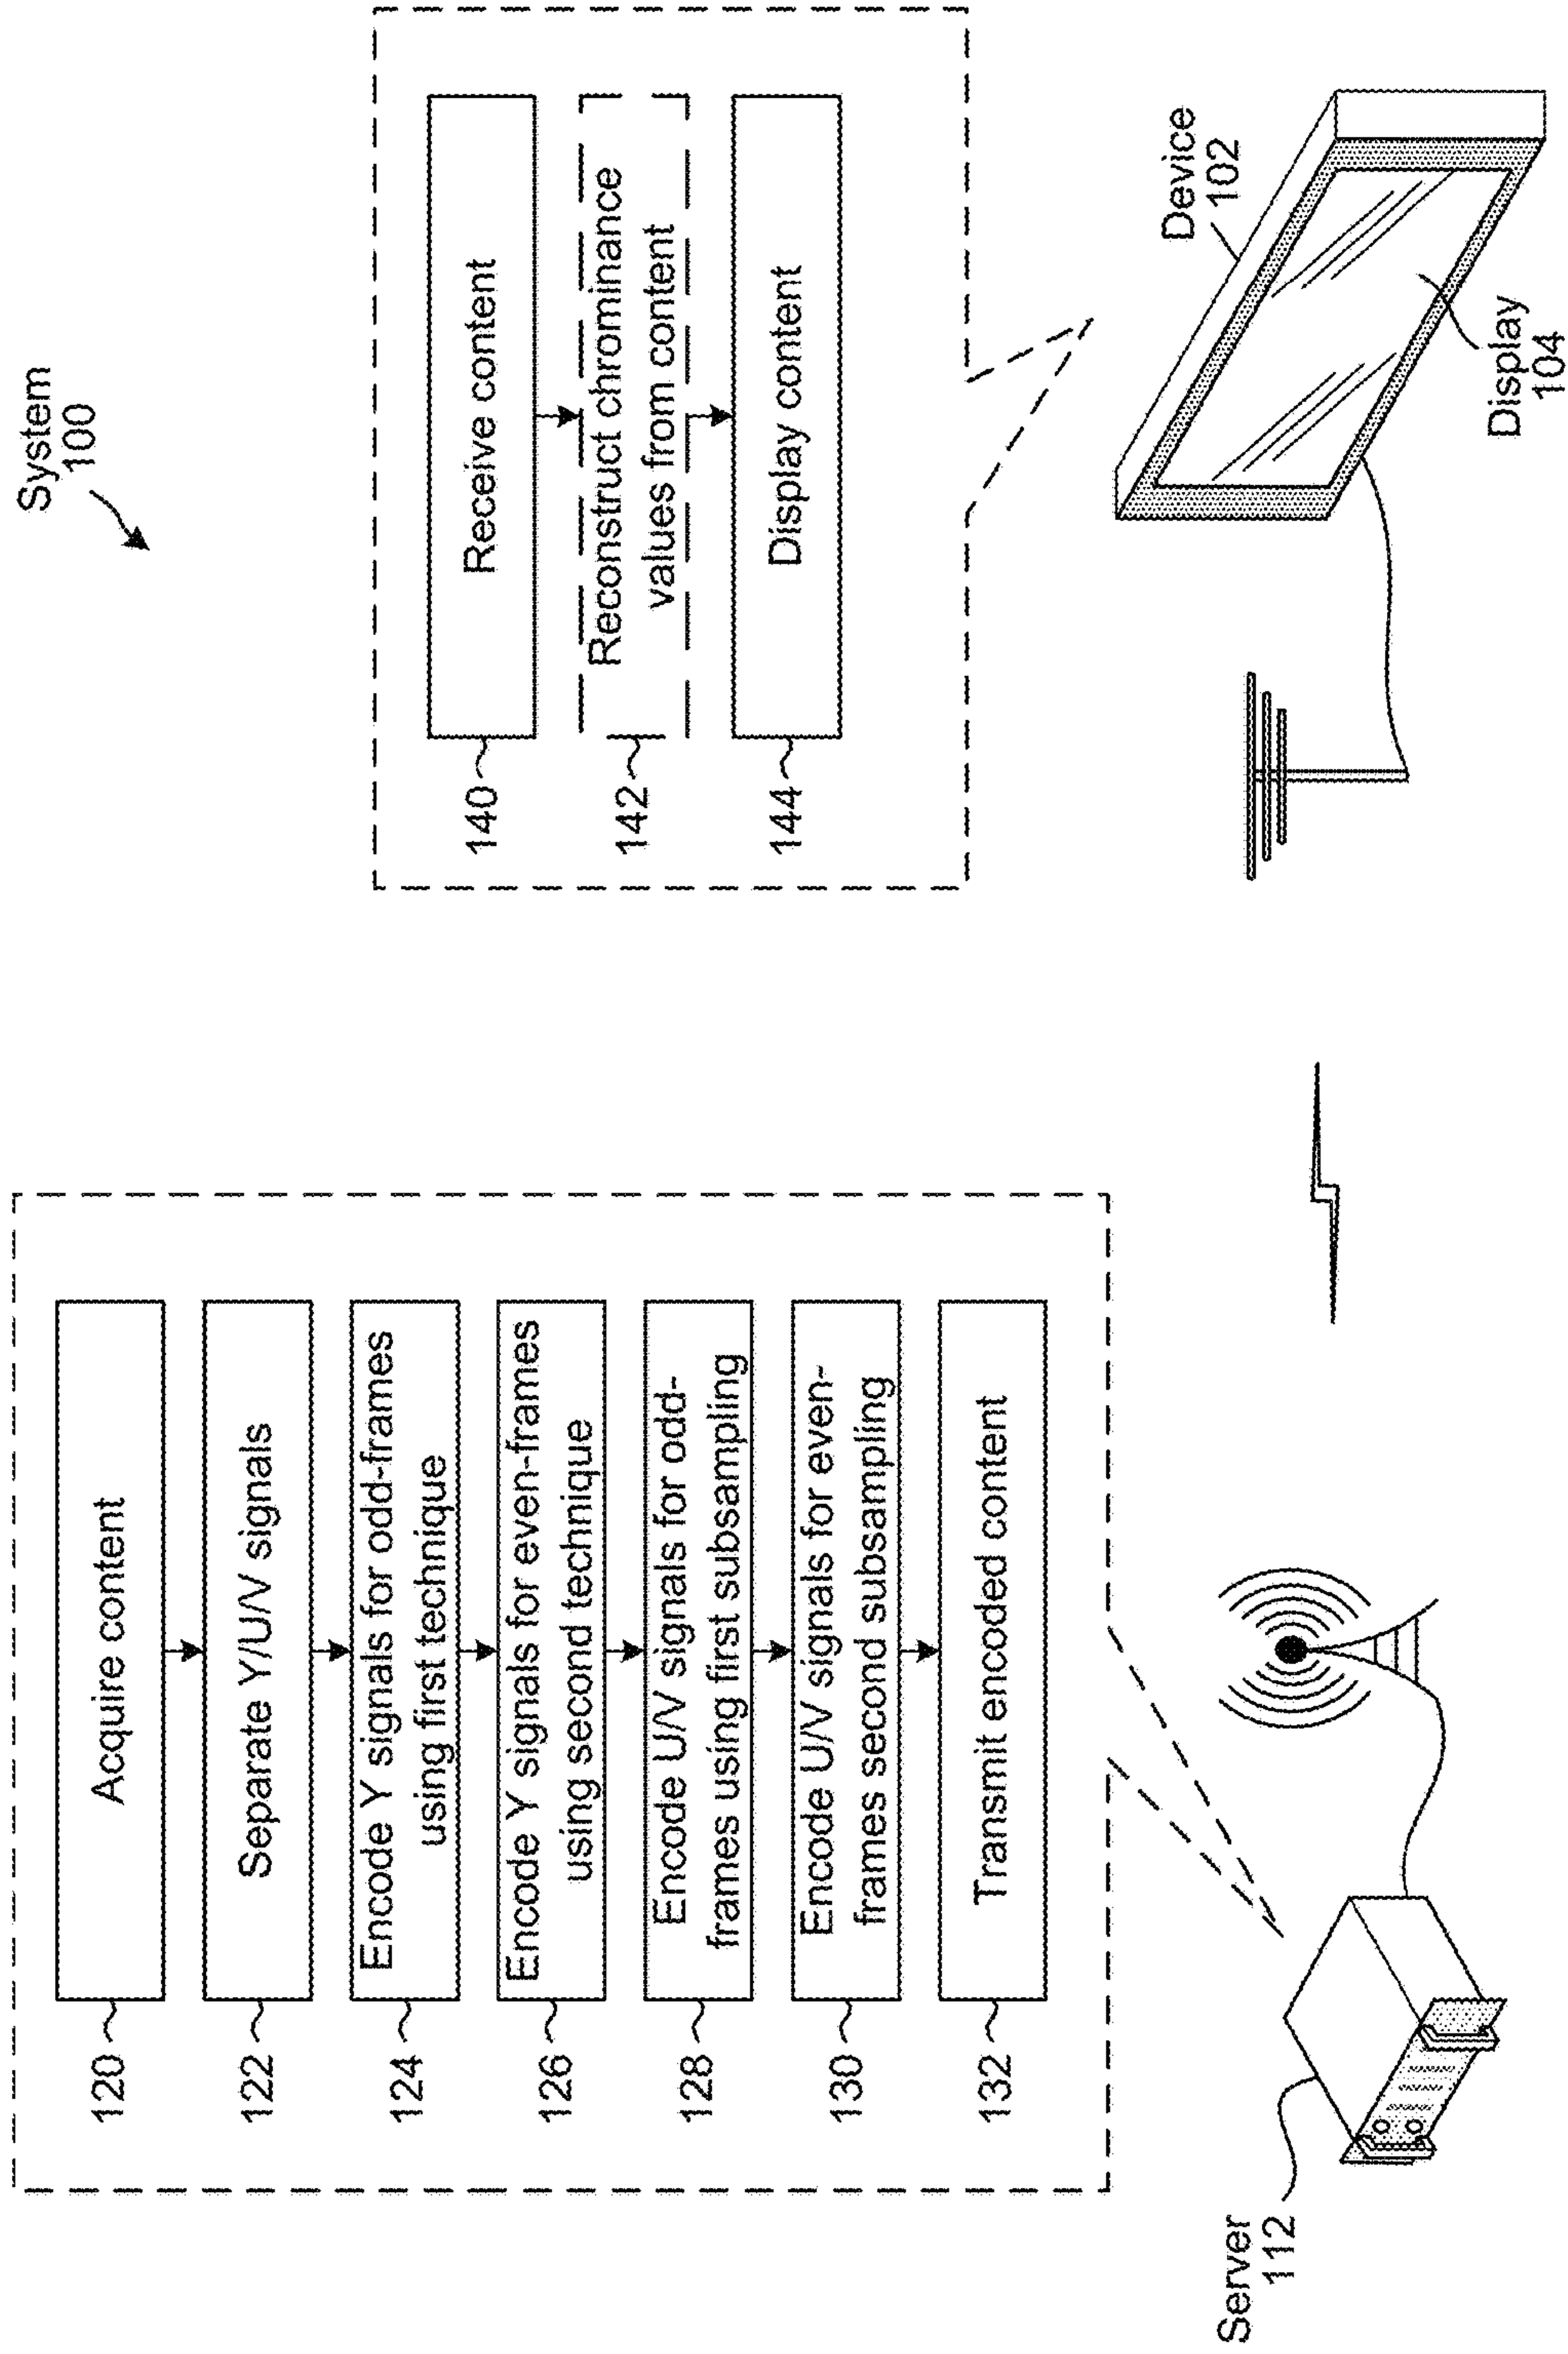 System
100
120
Acquire content
122
Separate Y/U/V signals
124
Encode Y signals for odd-frames
using first technique
126
Encode Y signals for even-frames
using second technique
128
Encode U/V signals for odd-
frames using first subsampling
130
Encode U/V signals for even-
frames second subsampling
132
Transmit encoded content
140
Receive content
142
Reconstruct chrominance
values from content
144
Display content
Server
112
Device
102
Display
104